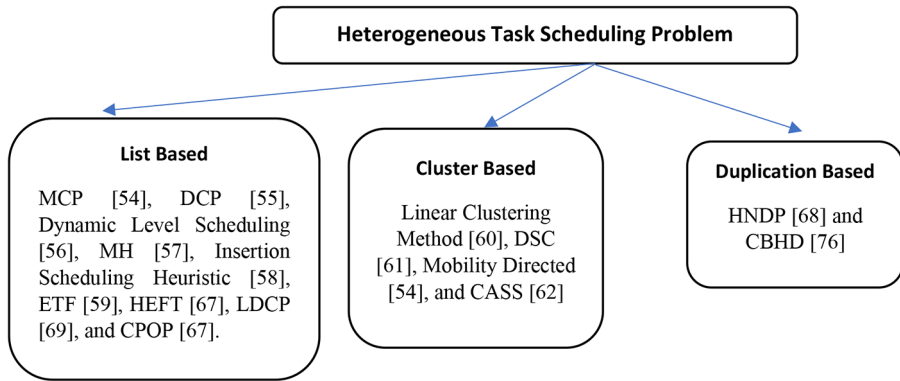 Heterogeneous Task Scheduling Problem
List Based
MCP [54], DCP [55],
Dynamic Level Scheduling
[56], MH [57], Insertion
Scheduling Heuristic [58],
ETF [59], HEFT [67], LDCP
[69], and CPOP [67].
Cluster Based
Linear Clustering
Method [60], DSC
[61], Mobility Directed
[54], and CASS [62]
Duplication Based
HNDP [68] and
CBHD [76]